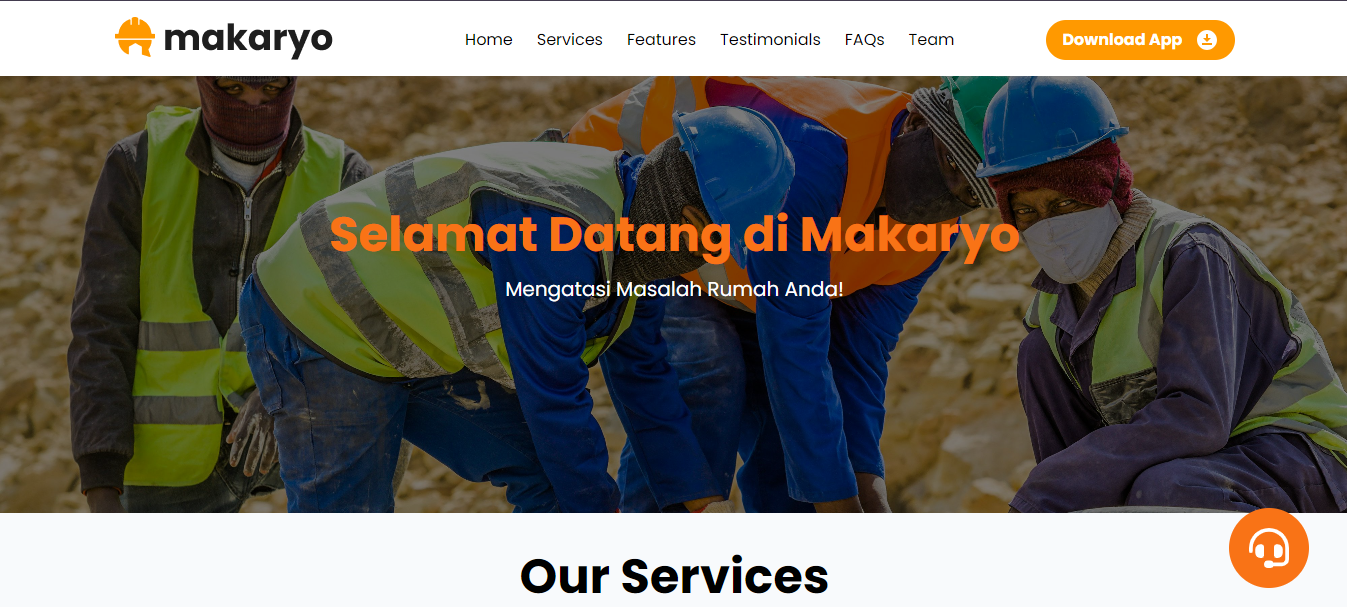 makaryo
Home Services Features Testimonials FAQs Team
Download App
Selamat Datang di Makaryo
Mengatasi Masalah Rumah Anda!
Our Services